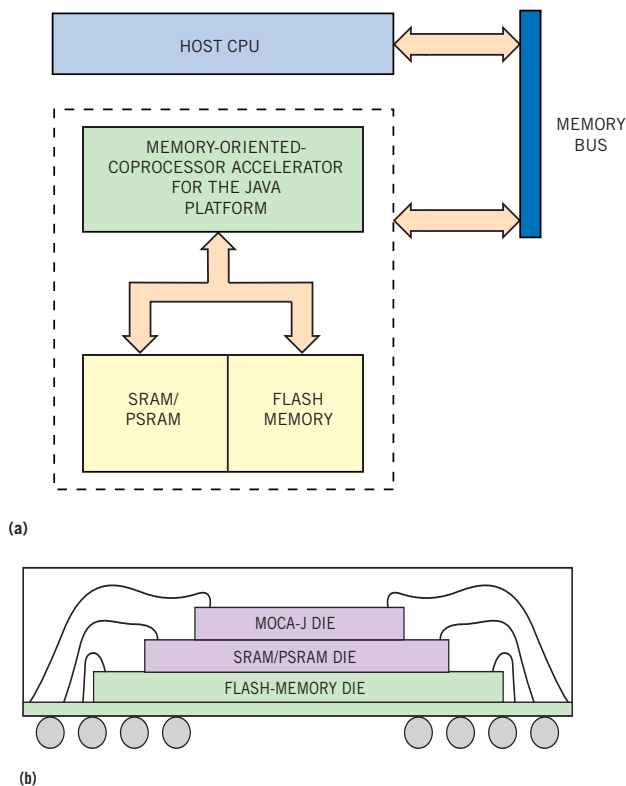 HOST CPU
MEMORY
BUS
MEMORY-ORIENTED-
COPROCESSOR ACCELERATOR
FOR THE JAVA
PLATFORM
SRAM/
PSRAM
FLASH
MEMORY
(a)
MOCA-J DIE
SRAM/PSRAM DIE
FLASH-MEMORY DIE
(b)